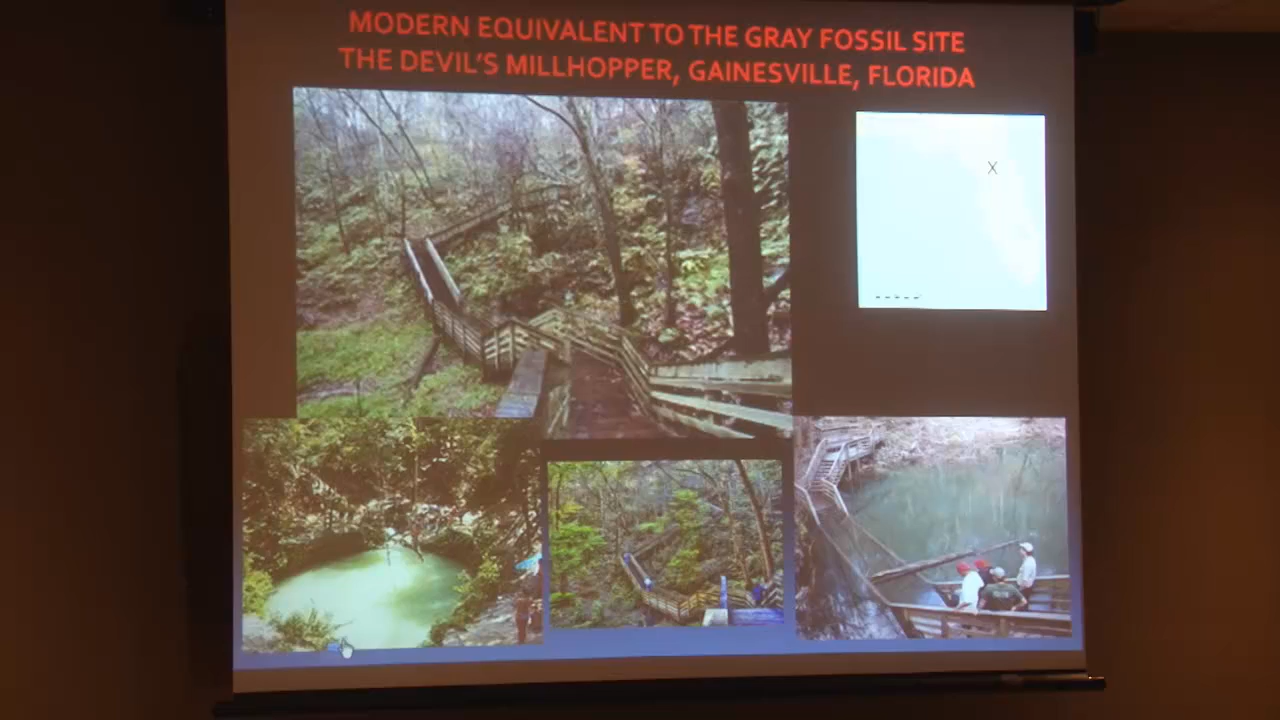 MODERN EQUIVALENT TO THE GRAY FOSSIL SITE
THE DEVIL'S MILLHOPPER, GAINESVILLE, FLORIDA
X